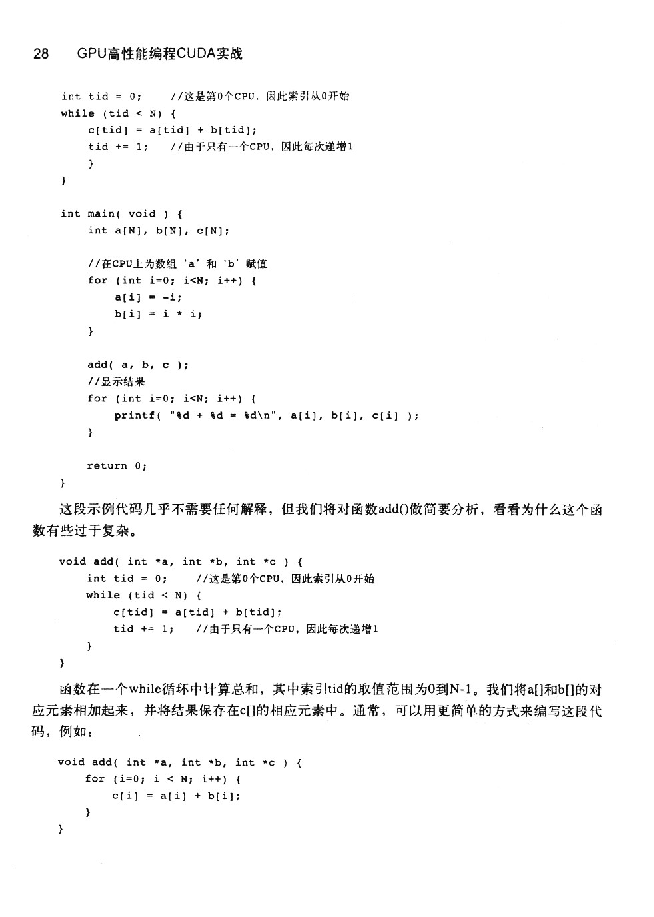 28 GPU高性能编程CUDA实战
int tid = 0; //这是第0个CPU，因此索引从0开始
while (tid < N) {
c[tid] = a[tid] + b[tid];
tid += 1; //由于只有一个CPU，因此每次递增1
}
}
int main( void ) {
int a[N], b[N], c[N];
//在CPU上为数组 'a' 和 'b' 赋值
for (int i=0; i<N; i++) {
a[i] = -i;
b[i] = i * i;
}
add( a, b, c );
//显示结果
for (int i=0; i<N; i++) {
printf( "%d + %d = %d\n", a[i], b[i], c[i] );
}
return 0;
}
这段示例代码几乎不需要任何解释，但我们将对函数add()做简要分析，看看为什么这个函
数有些过于复杂。
void add( int *a, int *b, int *c ) {
int tid = 0; //这是第0个CPU，因此索引从0开始
while (tid < N) {
c[tid] = a[tid] + b[tid];
tid += 1; //由于只有一个CPU，因此每次递增1
}
}
函数在一个while循环中计算总和，其中索引tid的取值范围为0到N-1。我们将a[]和b[]的对
应元素相加起来，并将结果保存在c[]的相应元素中。通常，可以用更简单的方式来编写这段代
码，例如：
void add( int *a, int *b, int *c ) {
for (i=0; i < N; i++) {
c[i] = a[i] + b[i];
}
}